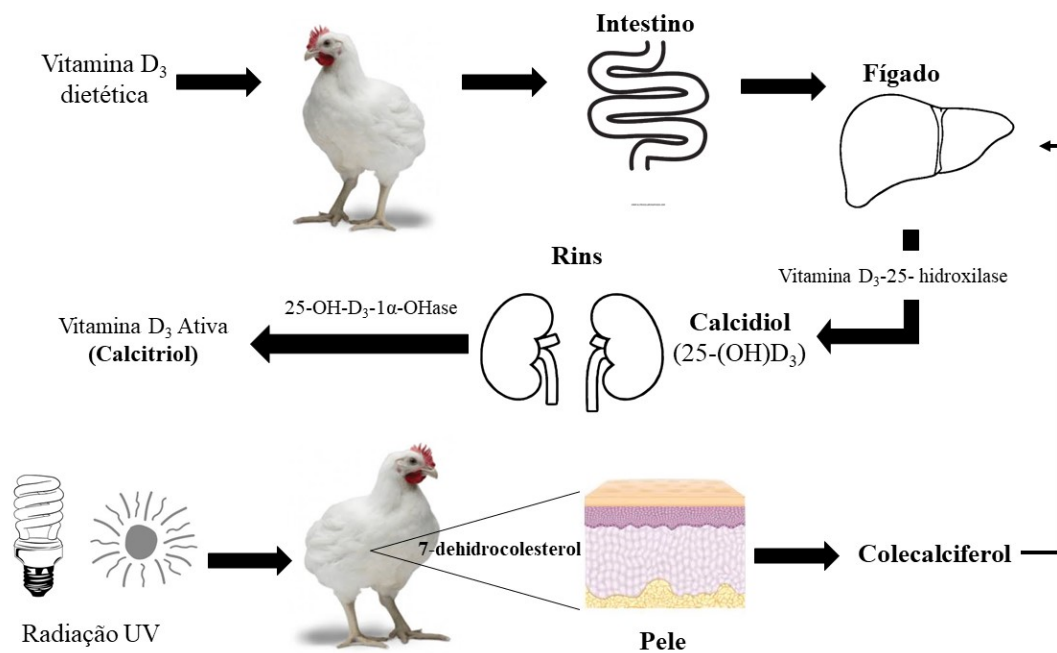 Vitamina D₃
dietética
Intestino
Fígado
Vitamina D₃-25- hidroxilase
Rins
25-OH-D₃-1α-OHase
Vitamina D₃ Ativa
(Calcitriol)
Calcidiol
(25-(OH)D₃)
7-dehidrocolesterol
Colecalciferol
Radiação UV
Pele